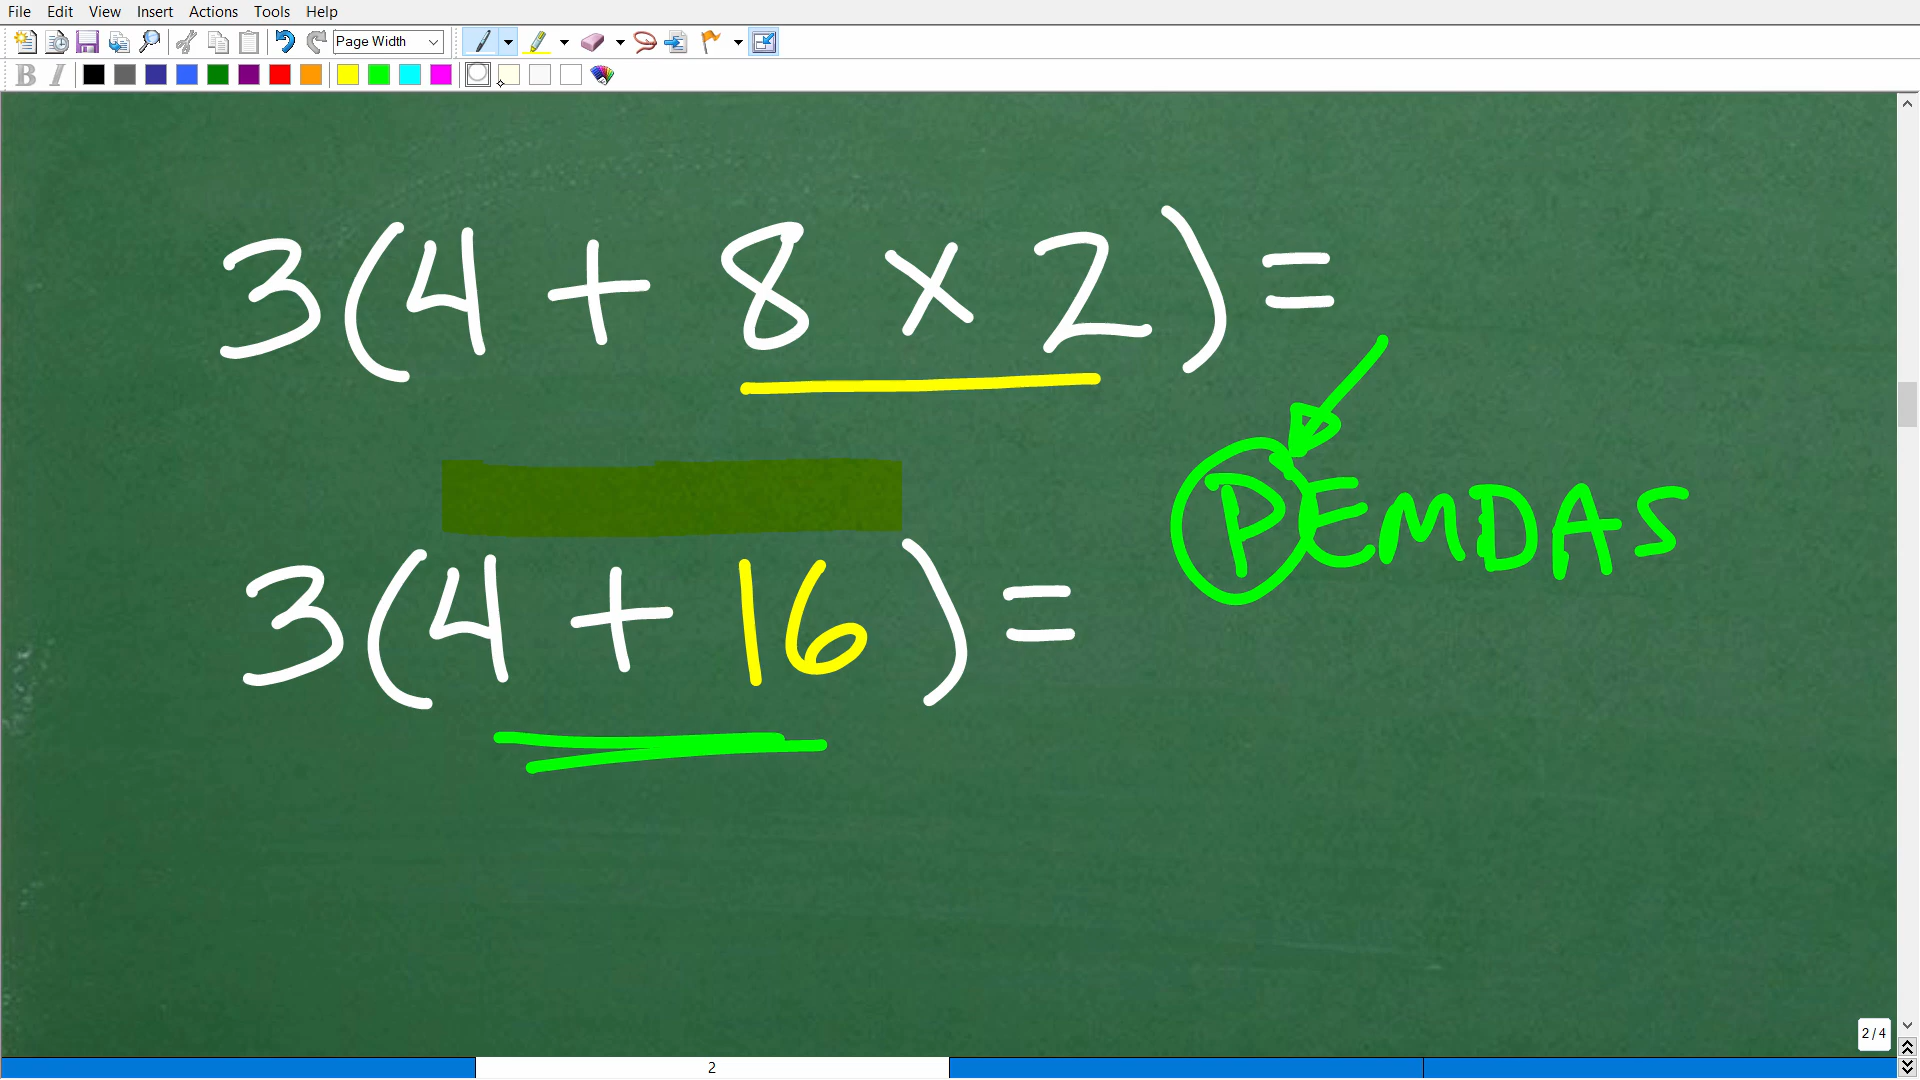 File Edit View Insert Actions Tools Help
Page Width
B I
3(4 + 8 × 2) =
PEMDAS
3(4 + 16) =
2 / 4
2